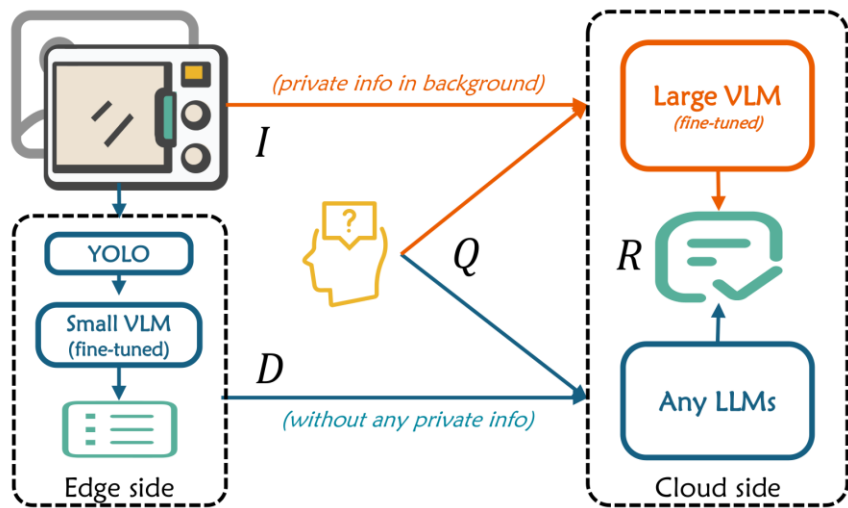 (private info in background)
Large VLM
(fine-tuned)
I
?
YOLO
Q
R
Small VLM
(fine-tuned)
D
Any LLMs
(without any private info)
Edge side
Cloud side